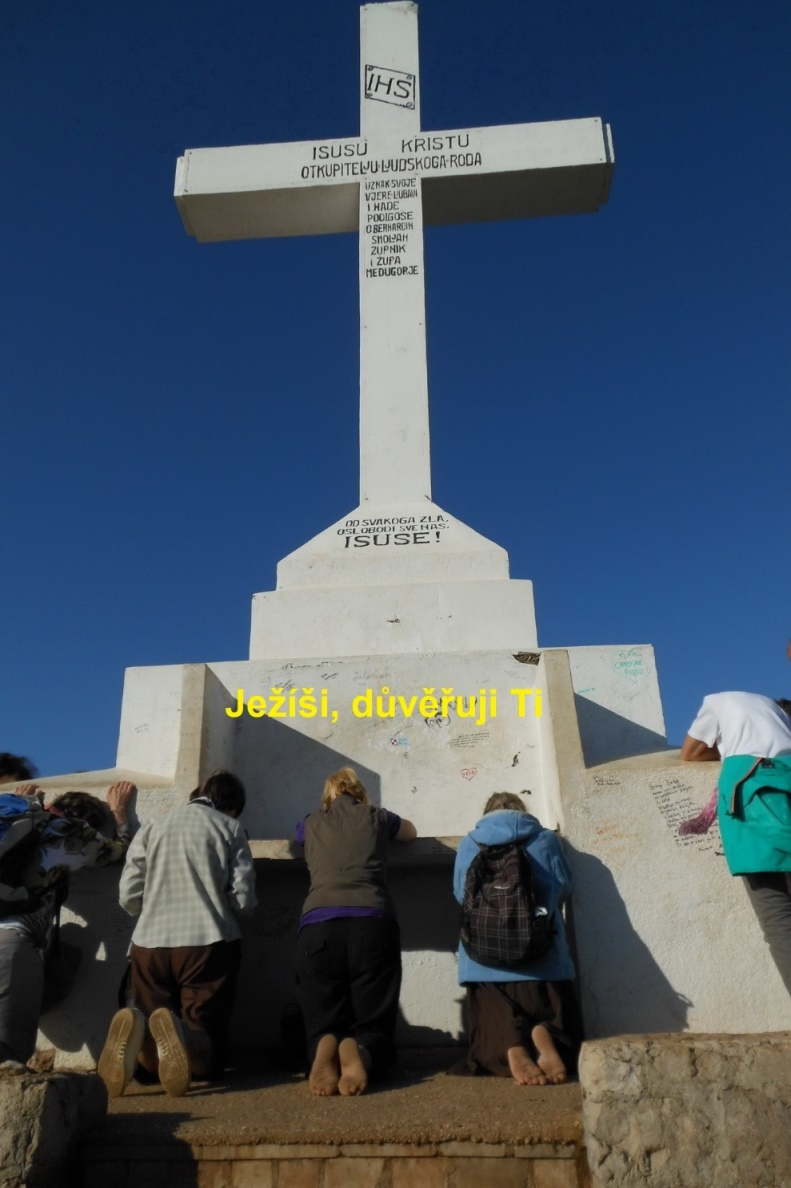 IHS
ISUSU KRISTU
OTKUPITELJU LJUDSKOGA RODA
U ZNAK SVOJE
VJERE LJUBAVI
I NADE
PODIGOŠE
O BERNARDIN
SMOLJAN
ŽUPNIK
I ŽUPA
MEĐUGORJE
OD SVAKOGA ZLA,
OSLOBODI SVE NAS,
ISUSE!
Ježíši, důvěřuji Ti